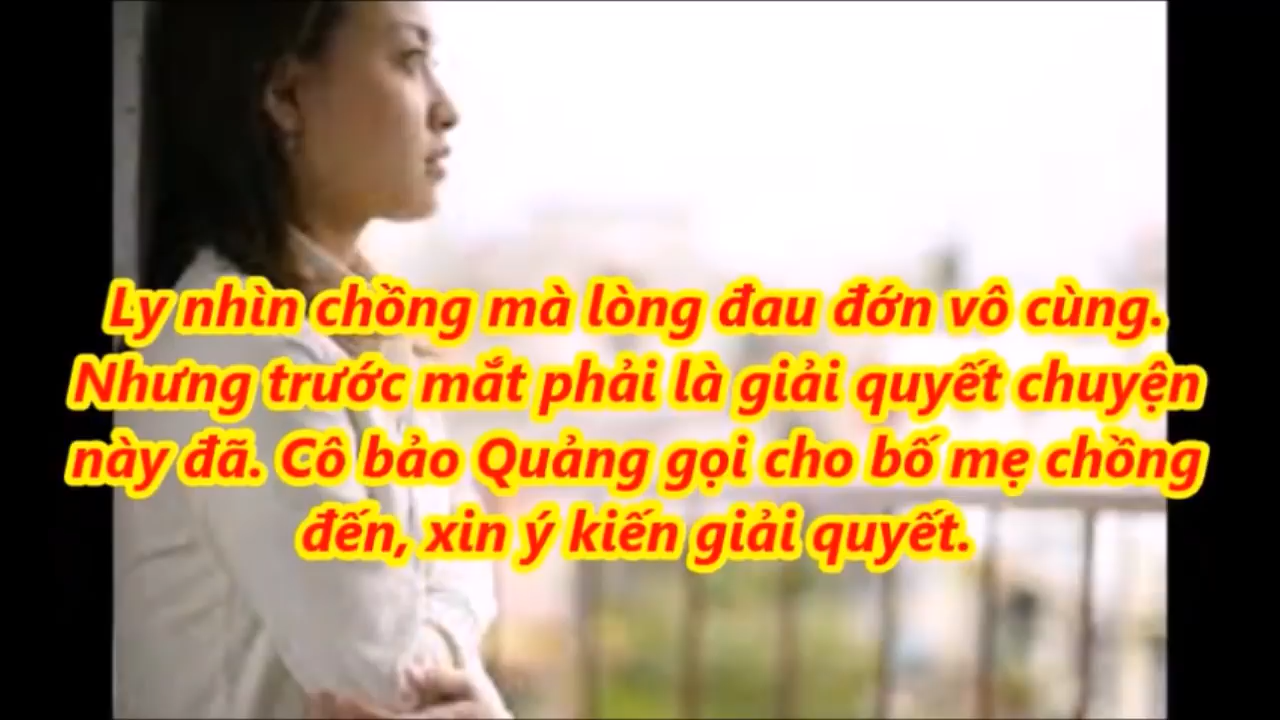 Ly nhìn chồng mà lòng đau đớn vô cùng.
Nhưng trước mắt phải là giải quyết chuyện
này đã. Cô bảo Quảng gọi cho bố mẹ chồng
đến, xin ý kiến giải quyết.